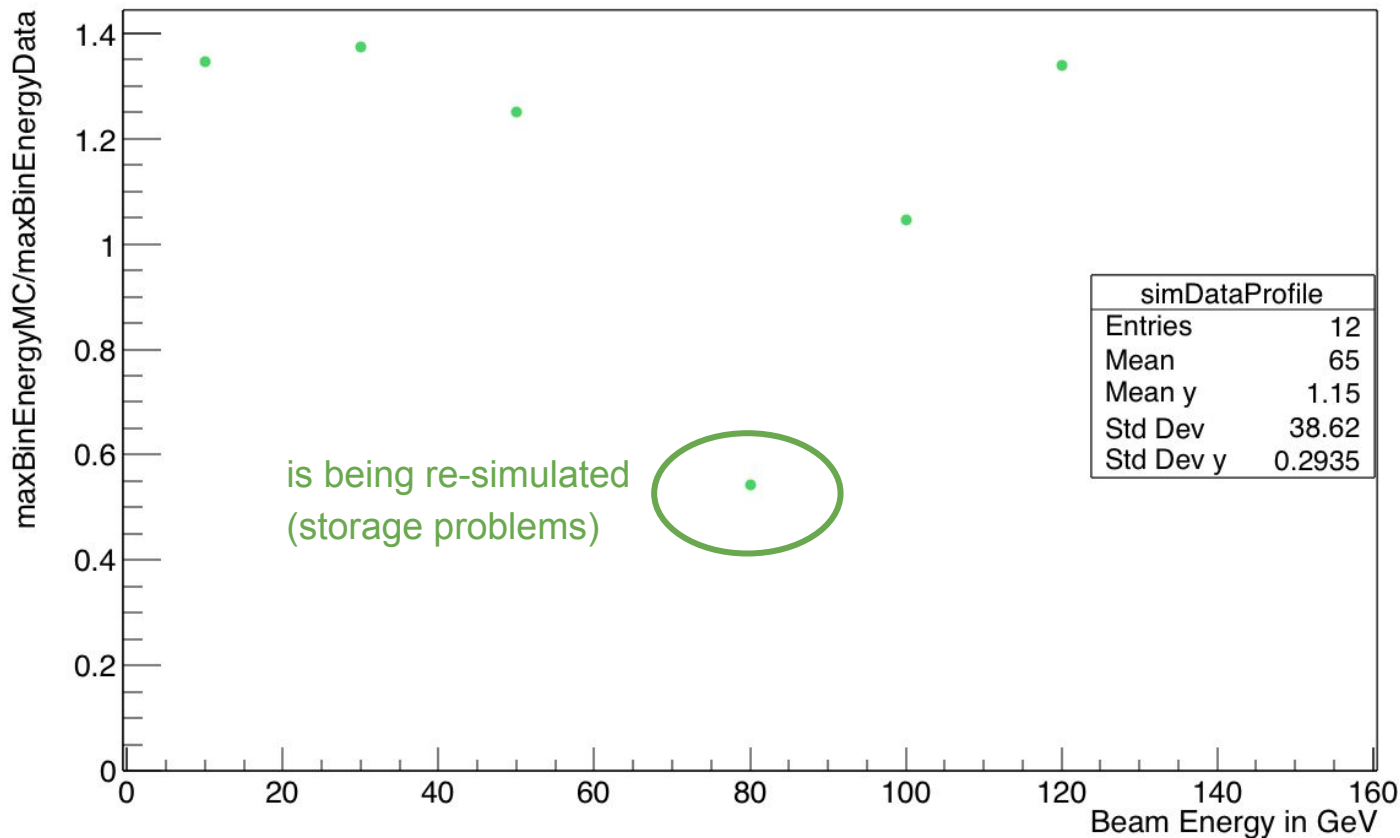 maxBinEnergyMC/maxBinEnergyData
1.4
1.2
1
0.8
0.6
0.4
0.2
0
simDataProfile
Entries 12
Mean 65
Mean y 1.15
Std Dev 38.62
Std Dev y 0.2935
is being re-simulated
(storage problems)
0 20 40 60 80 100 120 140 160
Beam Energy in GeV